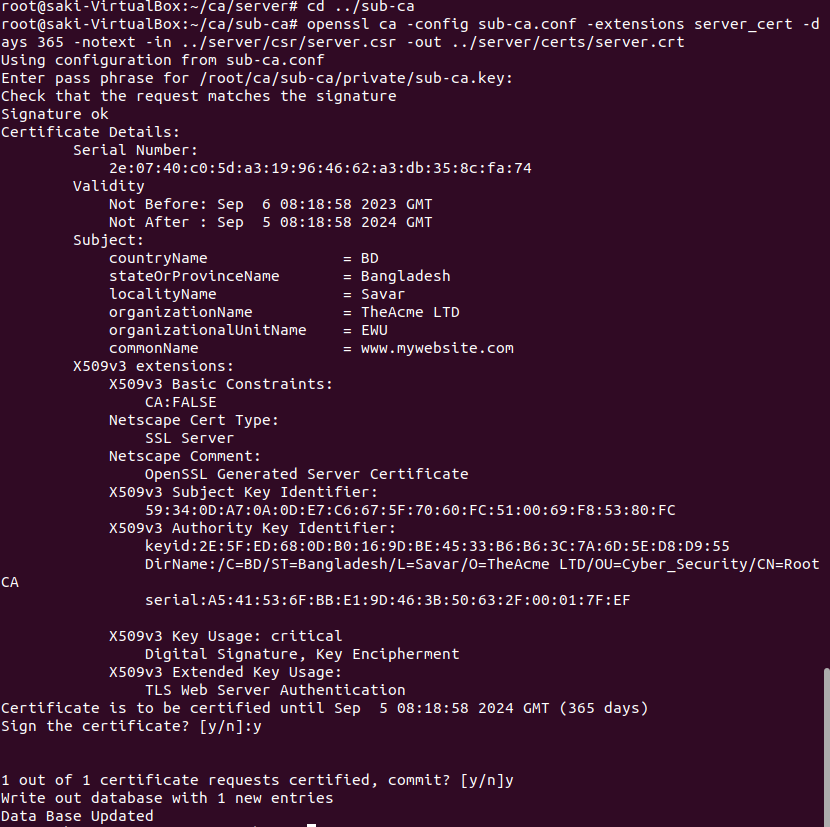 root@saki-VirtualBox:~/ca/server# cd ../sub-ca
root@saki-VirtualBox:~/ca/sub-ca# openssl ca -config sub-ca.conf -extensions server_cert -d
ays 365 -notext -in ../server/csr/server.csr -out ../server/certs/server.crt
Using configuration from sub-ca.conf
Enter pass phrase for /root/ca/sub-ca/private/sub-ca.key:
Check that the request matches the signature
Signature ok
Certificate Details:
        Serial Number:
            2e:07:40:c0:5d:a3:19:96:46:62:a3:db:35:8c:fa:74
        Validity
            Not Before: Sep  6 08:18:58 2023 GMT
            Not After : Sep  5 08:18:58 2024 GMT
        Subject:
            countryName               = BD
            stateOrProvinceName       = Bangladesh
            localityName              = Savar
            organizationName          = TheAcme LTD
            organizationalUnitName    = EWU
            commonName                = www.mywebsite.com
        X509v3 extensions:
            X509v3 Basic Constraints:
                CA:FALSE
            Netscape Cert Type:
                SSL Server
            Netscape Comment:
                OpenSSL Generated Server Certificate
            X509v3 Subject Key Identifier:
                59:34:0D:A7:0A:0D:E7:C6:67:5F:70:60:FC:51:00:69:F8:53:80:FC
            X509v3 Authority Key Identifier:
                keyid:2E:5F:ED:68:0D:B0:16:9D:BE:45:33:B6:B6:3C:7A:6D:5E:D8:D9:55
                DirName:/C=BD/ST=Bangladesh/L=Savar/O=TheAcme LTD/OU=Cyber_Security/CN=Root
CA
                serial:A5:41:53:6F:BB:E1:9D:46:3B:50:63:2F:00:01:7F:EF
            X509v3 Key Usage: critical
                Digital Signature, Key Encipherment
            X509v3 Extended Key Usage:
                TLS Web Server Authentication
Certificate is to be certified until Sep  5 08:18:58 2024 GMT (365 days)
Sign the certificate? [y/n]:y
1 out of 1 certificate requests certified, commit? [y/n]y
Write out database with 1 new entries
Data Base Updated